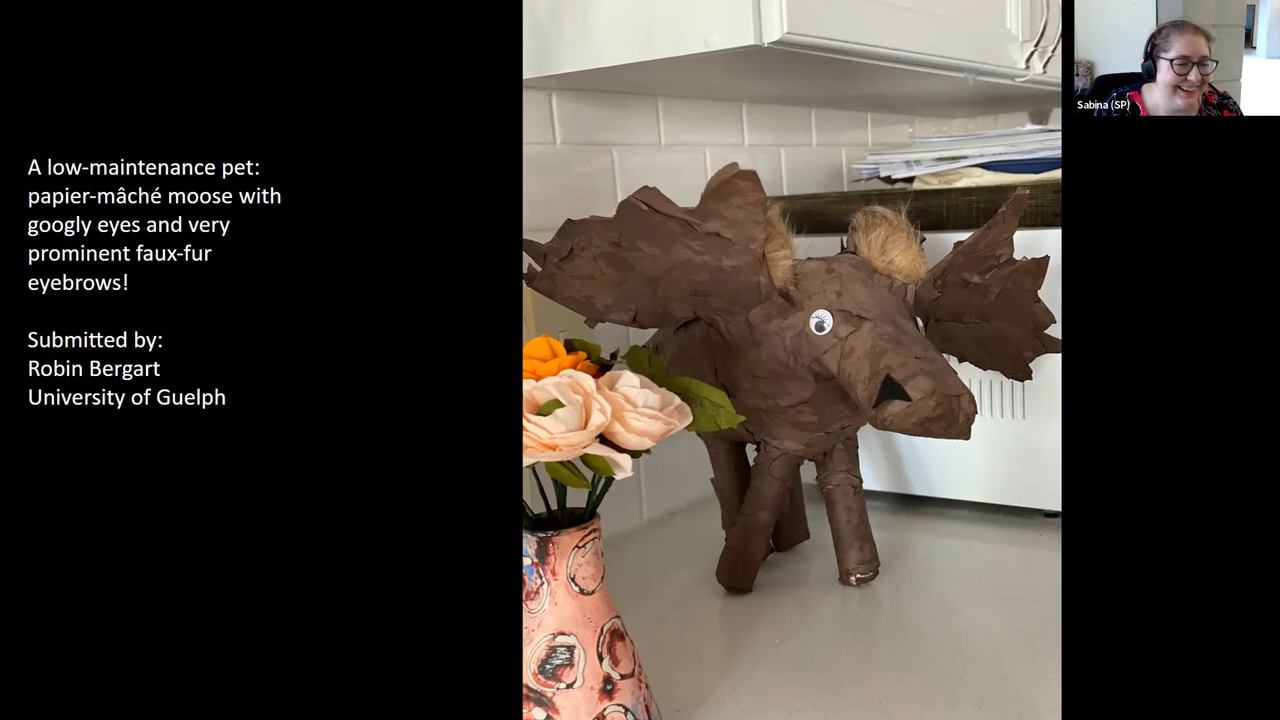 A low-maintenance pet:
papier-mâché moose with
googly eyes and very
prominent faux-fur
eyebrows!
Submitted by:
Robin Bergart
University of Guelph
Sabina (SP)